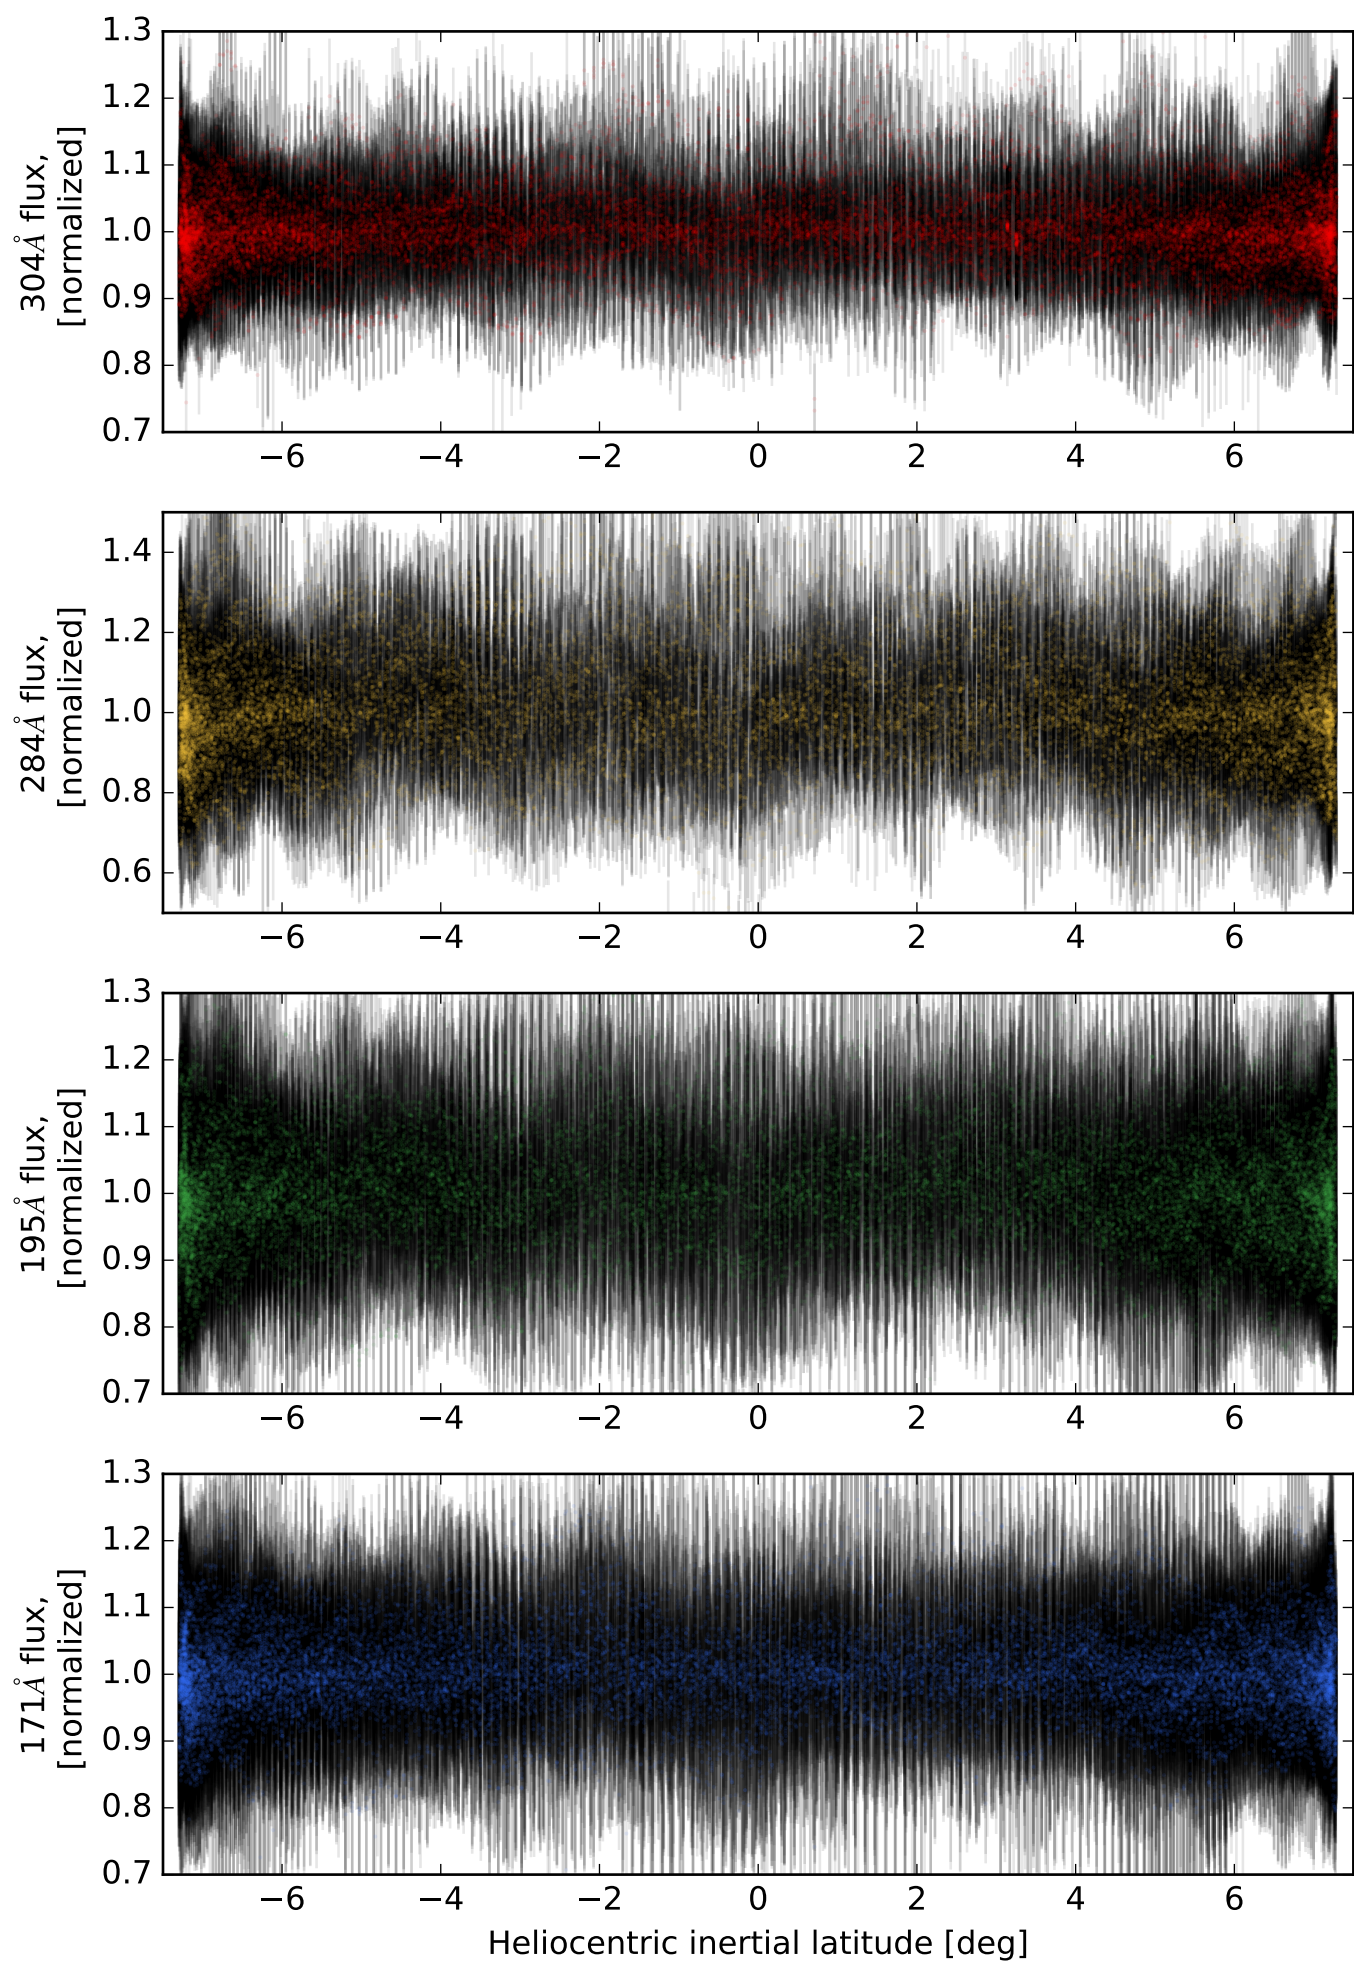 304Å flux,
[normalized]
1.3
1.2
1.1
1.0
0.9
0.8
0.7
−6 −4 −2 0 2 4 6
284Å flux,
[normalized]
1.4
1.2
1.0
0.8
0.6
−6 −4 −2 0 2 4 6
195Å flux,
[normalized]
1.3
1.2
1.1
1.0
0.9
0.8
0.7
−6 −4 −2 0 2 4 6
171Å flux,
[normalized]
1.3
1.2
1.1
1.0
0.9
0.8
0.7
−6 −4 −2 0 2 4 6
Heliocentric inertial latitude [deg]